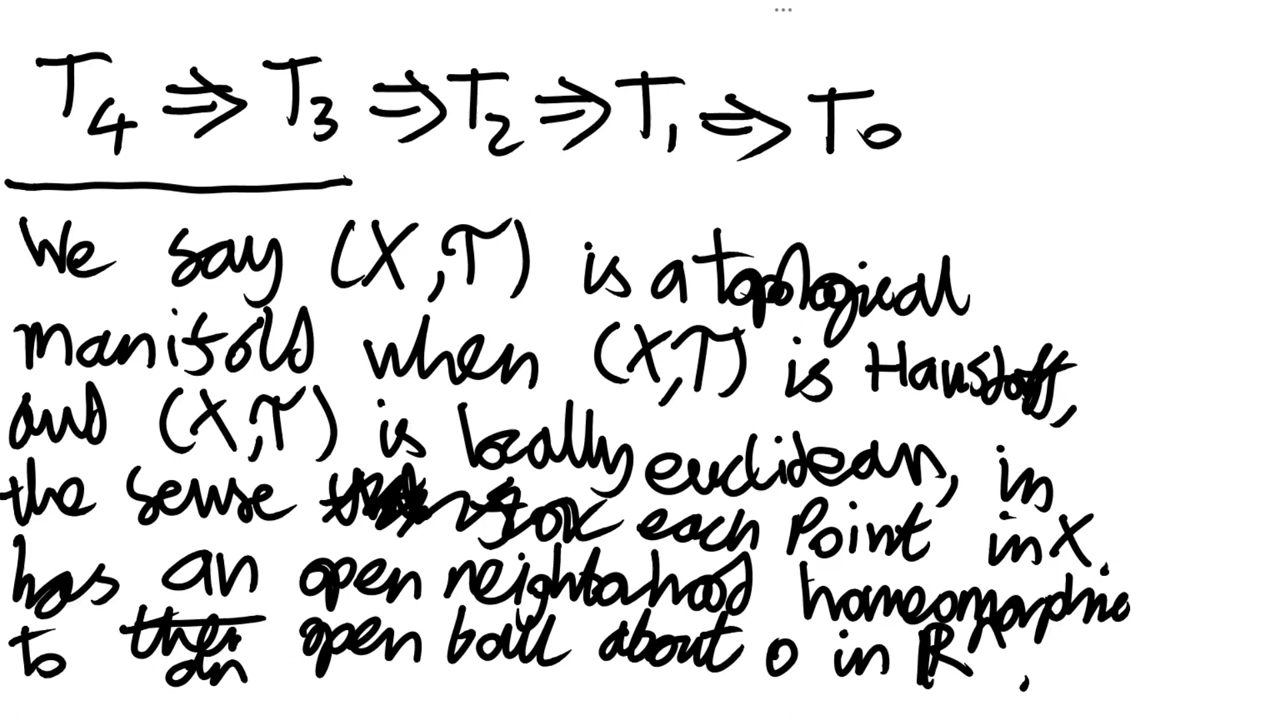 T₄ ⇒ T₃ ⇒ T₂ ⇒ T₁ ⇒ T₀
We say (X,T) is a topological
manifold when (X,T) is Hausdorff,
and (X,T) is locally euclidean, in
the sense for each Point in X
has an open neighborhood homeomorphic
to an open ball about 0 in ℝⁿ.